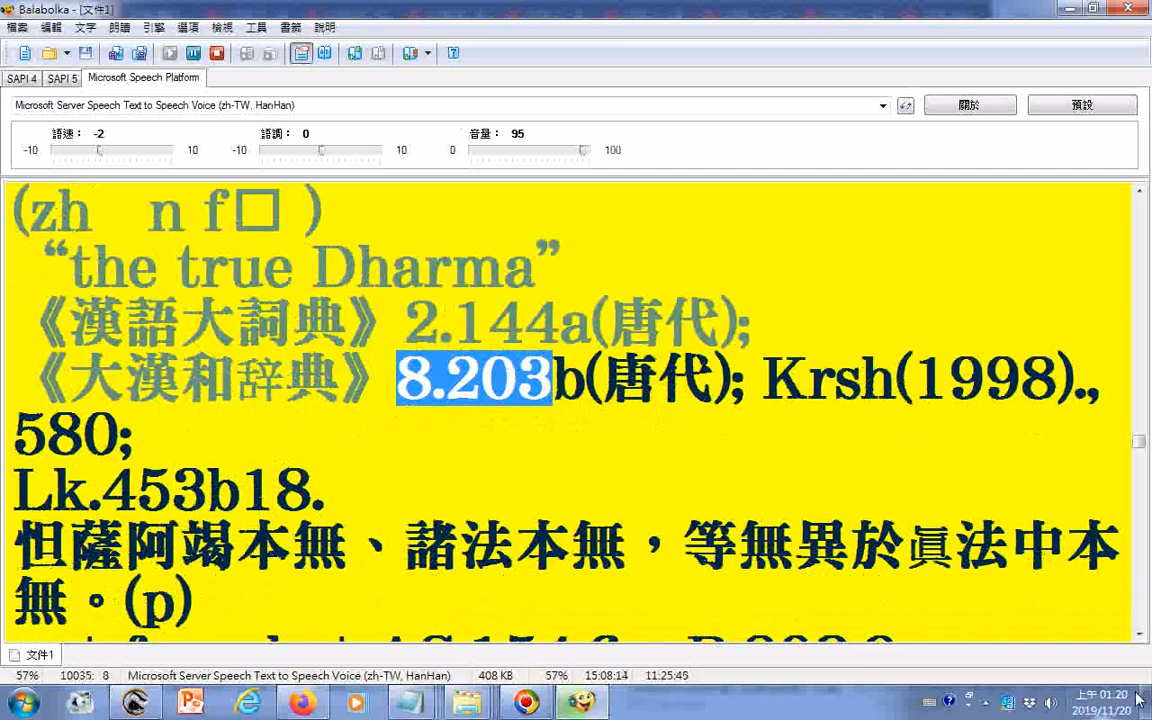 Balabolka - [文件1]
檔案 編輯 文字 朗讀 引擎 選項 檢視 工具 書籤 說明
SAPI 4 SAPI 5 Microsoft Speech Platform
Microsoft Server Speech Text to Speech Voice (zh-TW, HanHan) 關於 預設
語速： -2 語調： 0 音量： 95
-10 10 -10 10 0 100
(zh n f□ )
“the true Dharma”
《漢語大詞典》 2.144a(唐代);
《大漢和辞典》 8.203b(唐代); Krsh(1998).,
580;
Lk.453b18.
怛薩阿竭本無、諸法本無，等無異於眞法中本
無。(p)
文件1
57% 10035: 8 Microsoft Server Speech Text to Speech Voice (zh-TW, HanHan) 408 KB 57% 15:08:14 11:25:45
上午 01:20
2019/11/20